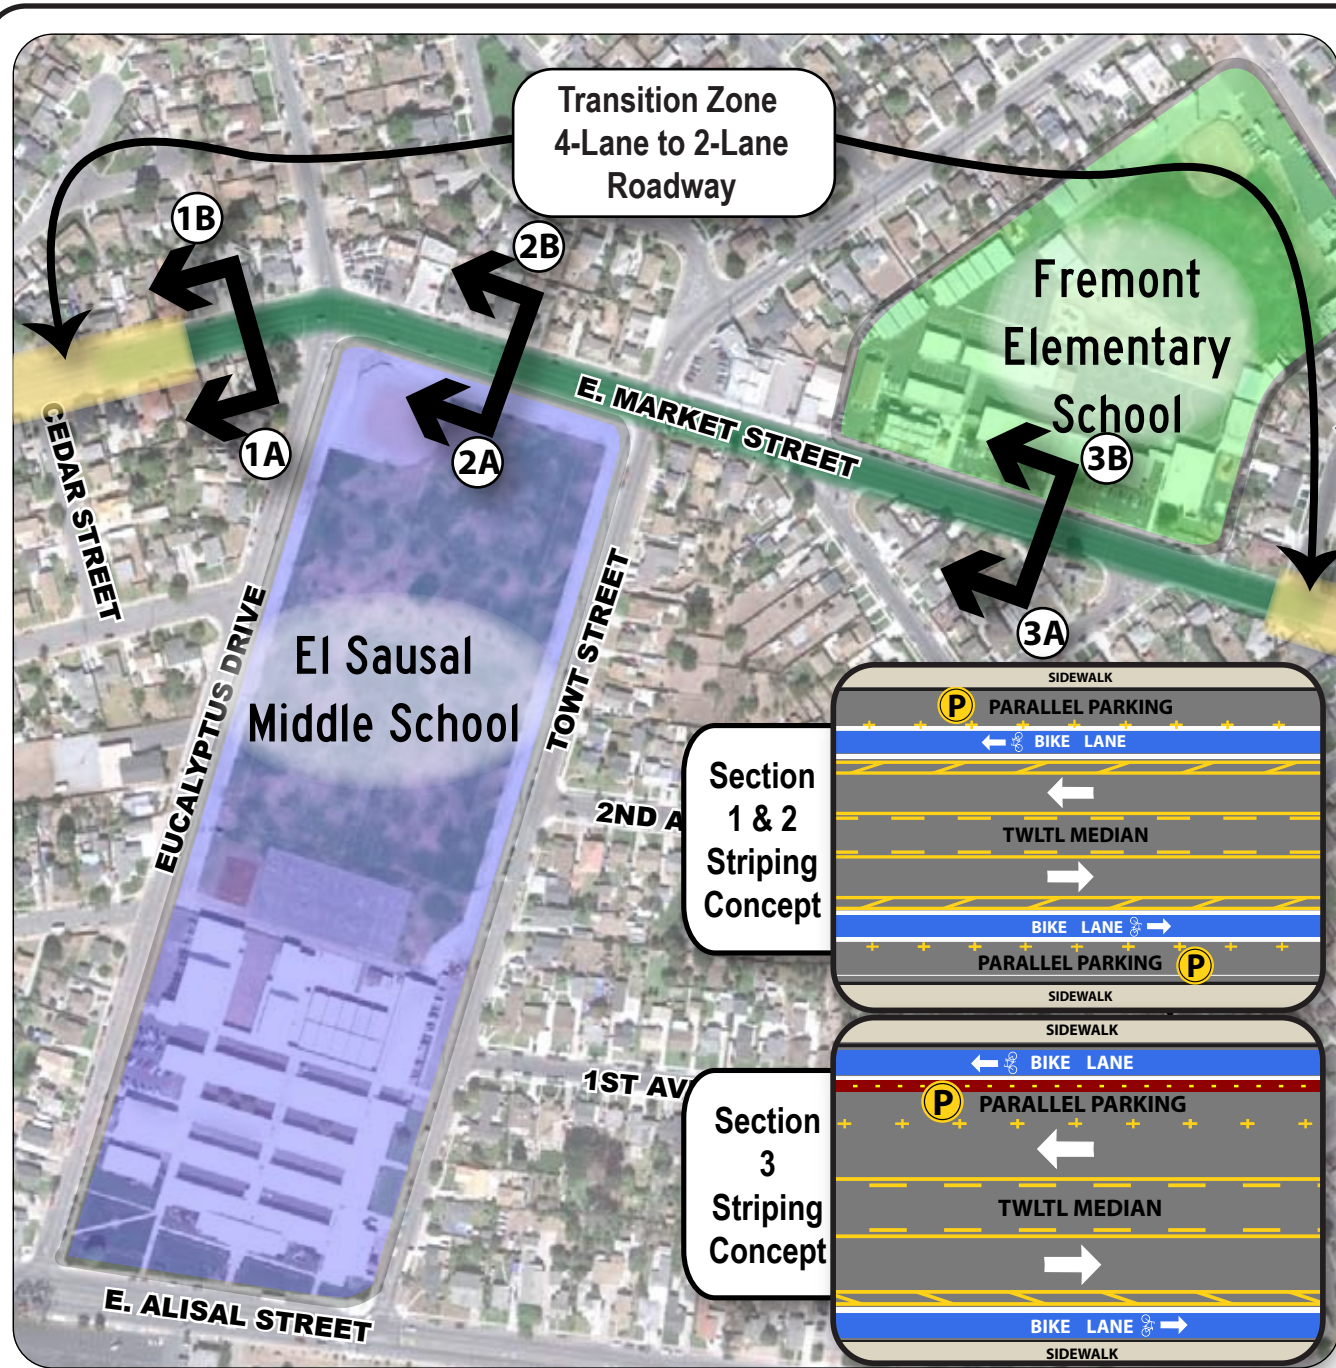 Transition Zone
4-Lane to 2-Lane
Roadway
1B
2B
Fremont
Elementary
School
3B
E. MARKET STREET
1A
2A
3A
CEDAR STREET
EUCALYPTUS DRIVE
El Sausal
Middle School
TOWT STREET
2ND A
1ST AV
E. ALISAL STREET
Section
1 & 2
Striping
Concept
SIDEWALK
P PARALLEL PARKING
BIKE LANE
TWLTL MEDIAN
BIKE LANE
PARALLEL PARKING P
SIDEWALK
Section
3
Striping
Concept
SIDEWALK
BIKE LANE
P PARALLEL PARKING
TWLTL MEDIAN
BIKE LANE
SIDEWALK